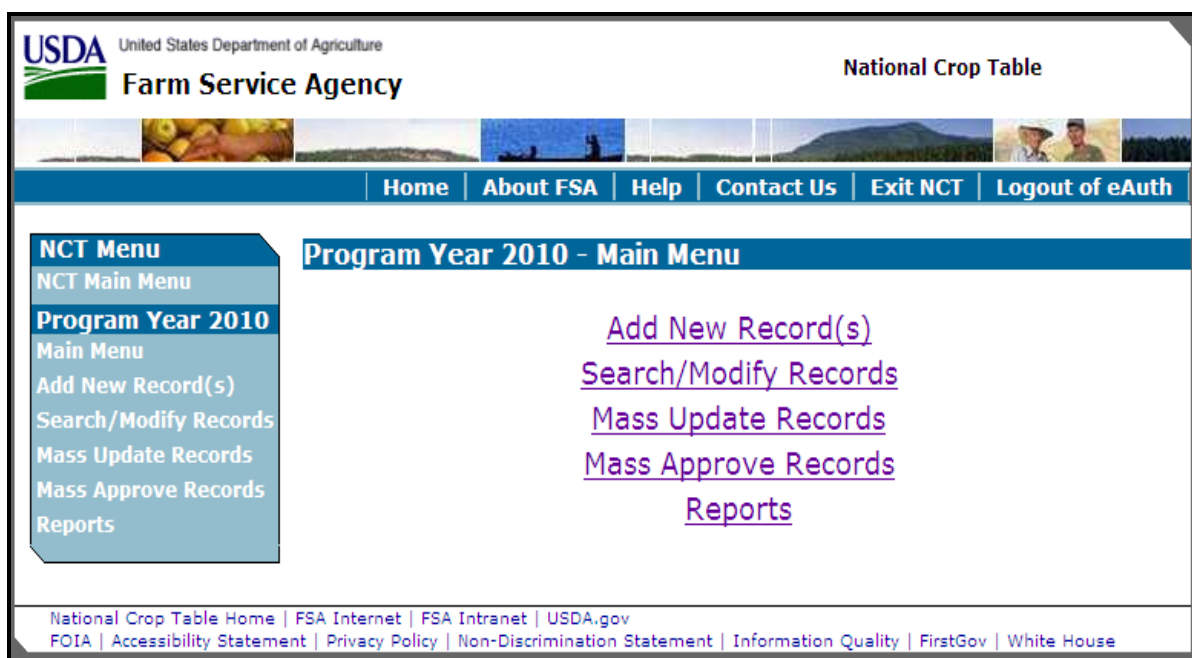 USDA United States Department of Agriculture
Farm Service Agency
National Crop Table
Home | About FSA | Help | Contact Us | Exit NCT | Logout of eAuth
NCT Menu
NCT Main Menu
Program Year 2010
Main Menu
Add New Record(s)
Search/Modify Records
Mass Update Records
Mass Approve Records
Reports
Program Year 2010 - Main Menu
Add New Record(s)
Search/Modify Records
Mass Update Records
Mass Approve Records
Reports
National Crop Table Home | FSA Internet | FSA Intranet | USDA.gov
FOIA | Accessibility Statement | Privacy Policy | Non-Discrimination Statement | Information Quality | FirstGov | White House